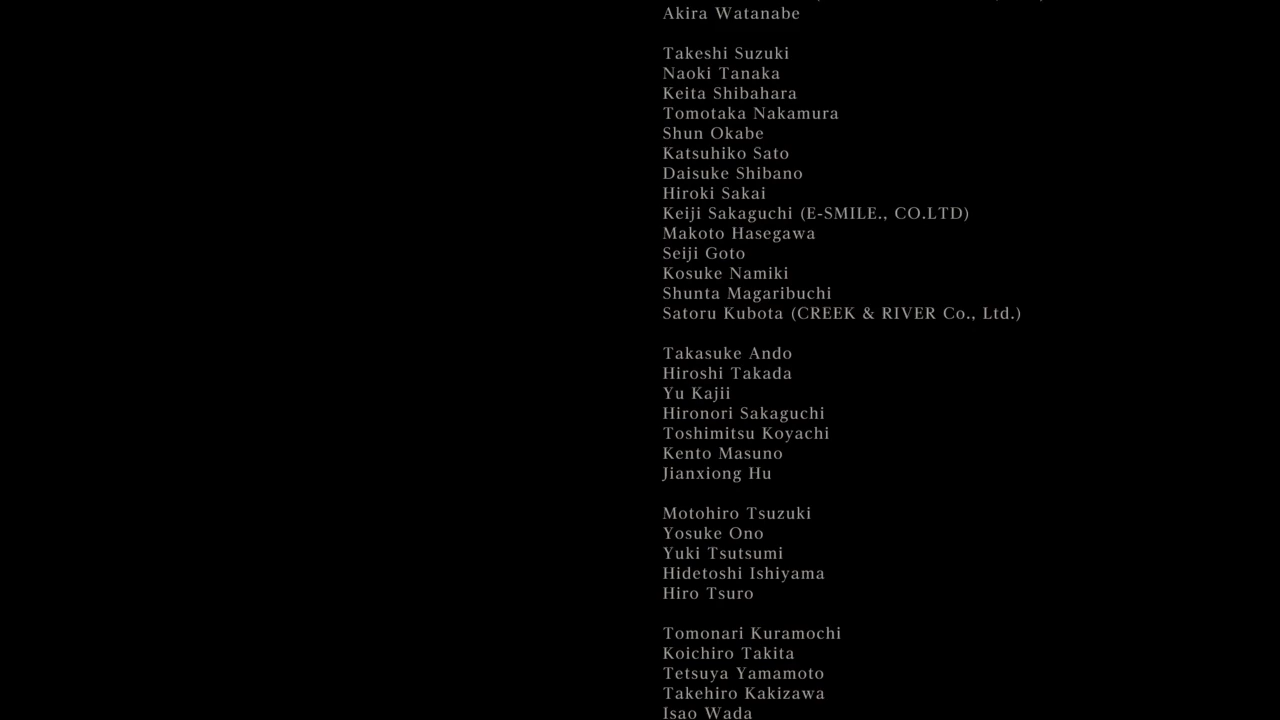 Akira Watanabe
Takeshi Suzuki
Naoki Tanaka
Keita Shibahara
Tomotaka Nakamura
Shun Okabe
Katsuhiko Sato
Daisuke Shibano
Hiroki Sakai
Keiji Sakaguchi (E-SMILE., CO.LTD)
Makoto Hasegawa
Seiji Goto
Kosuke Namiki
Shunta Magaribuchi
Satoru Kubota (CREEK & RIVER Co., Ltd.)
Takasuke Ando
Hiroshi Takada
Yu Kajii
Hironori Sakaguchi
Toshimitsu Koyachi
Kento Masuno
Jianxiong Hu
Motohiro Tsuzuki
Yosuke Ono
Yuki Tsutsumi
Hidetoshi Ishiyama
Hiro Tsuro
Tomonari Kuramochi
Koichiro Takita
Tetsuya Yamamoto
Takehiro Kakizawa
Isao Wada